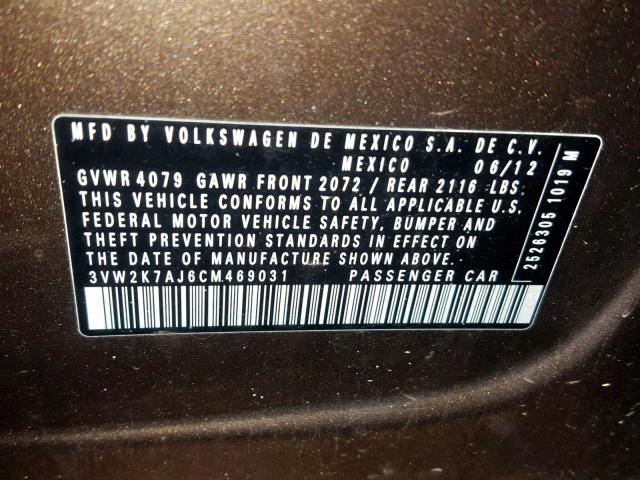 MFD BY VOLKSWAGEN DE MEXICO S.A. DE C.V.
MEXICO 06/12
GVWR 4079 GAWR FRONT 2072 / REAR 2116 LBS
THIS VEHICLE CONFORMS TO ALL APPLICABLE U.S.
FEDERAL MOTOR VEHICLE SAFETY, BUMPER AND
THEFT PREVENTION STANDARDS IN EFFECT ON
THE DATE OF MANUFACTURE SHOWN ABOVE.
3VW2K7AJ6CM469031 PASSENGER CAR
2526305 1019 M